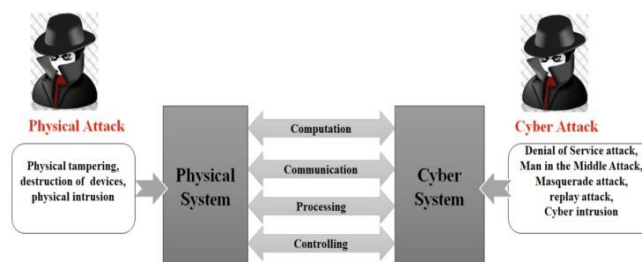 Physical Attack
Physical tampering,
destruction of devices,
physical intrusion
Physical
System
Computation
Communication
Processing
Controlling
Cyber
System
Cyber Attack
Denial of Service attack,
Man in the Middle Attack,
Masquerade attack,
replay attack,
Cyber intrusion